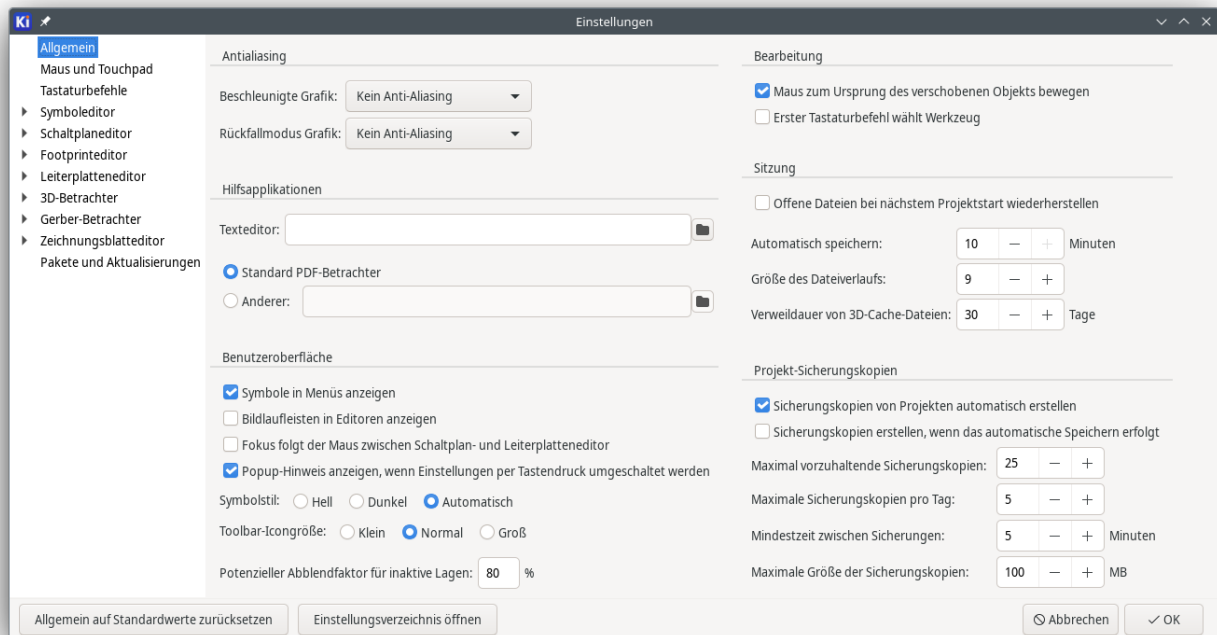 Ki
Einstellungen
Allgemein
Maus und Touchpad
Tastaturbefehle
Symboleditor
Schaltplaneditor
Footprinteditor
Leiterplatteneditor
3D-Betrachter
Gerber-Betrachter
Zeichnungsblatteditor
Pakete und Aktualisierungen
Antialiasing
Beschleunigte Grafik: Kein Anti-Aliasing
Rückfallmodus Grafik: Kein Anti-Aliasing
Hilfsapplikationen
Texteditor:
Standard PDF-Betrachter
Anderer:
Benutzeroberfläche
Symbole in Menüs anzeigen
Bildlaufleisten in Editoren anzeigen
Fokus folgt der Maus zwischen Schaltplan- und Leiterplatteneditor
Popup-Hinweis anzeigen, wenn Einstellungen per Tastendruck umgeschaltet werden
Symbolstil: Hell Dunkel Automatisch
Toolbar-Icongröße: Klein Normal Groß
Potenzieller Abblendfaktor für inaktive Lagen: 80 %
Bearbeitung
Maus zum Ursprung des verschobenen Objekts bewegen
Erster Tastaturbefehl wählt Werkzeug
Sitzung
Offene Dateien bei nächstem Projektstart wiederherstellen
Automatisch speichern: 10 − + Minuten
Größe des Dateiverlaufs: 9 − +
Verweildauer von 3D-Cache-Dateien: 30 − + Tage
Projekt-Sicherungskopien
Sicherungskopien von Projekten automatisch erstellen
Sicherungskopien erstellen, wenn das automatische Speichern erfolgt
Maximal vorzuhaltende Sicherungskopien: 25 − +
Maximale Sicherungskopien pro Tag: 5 − +
Mindestzeit zwischen Sicherungen: 5 − + Minuten
Maximale Größe der Sicherungskopien: 100 − + MB
Allgemein auf Standardwerte zurücksetzen
Einstellungsverzeichnis öffnen
Abbrechen
OK